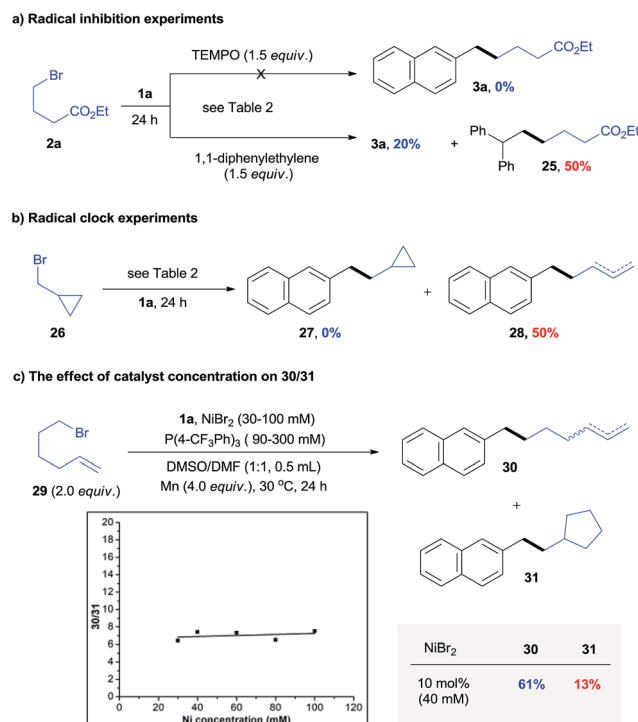 a) Radical inhibition experiments
Br
CO2Et
2a
1a
24 h
TEMPO (1.5 equiv.)
X
see Table 2
1,1-diphenylethylene
(1.5 equiv.)
CO2Et
3a, 0%
3a, 20%
+
Ph
Ph
CO2Et
25, 50%
b) Radical clock experiments
Br
26
see Table 2
1a, 24 h
27, 0%
+
28, 50%
c) The effect of catalyst concentration on 30/31
Br
29 (2.0 equiv.)
1a, NiBr2 (30-100 mM)
P(4-CF3Ph)3 ( 90-300 mM)
DMSO/DMF (1:1, 0.5 mL)
Mn (4.0 equiv.), 30 °C, 24 h
30
+
31
30/31
20
18
16
14
12
10
8
6
4
2
0
0 20 40 60 80 100 120
Ni concentration (mM)
NiBr2 30 31
10 mol% 61% 13%
(40 mM)